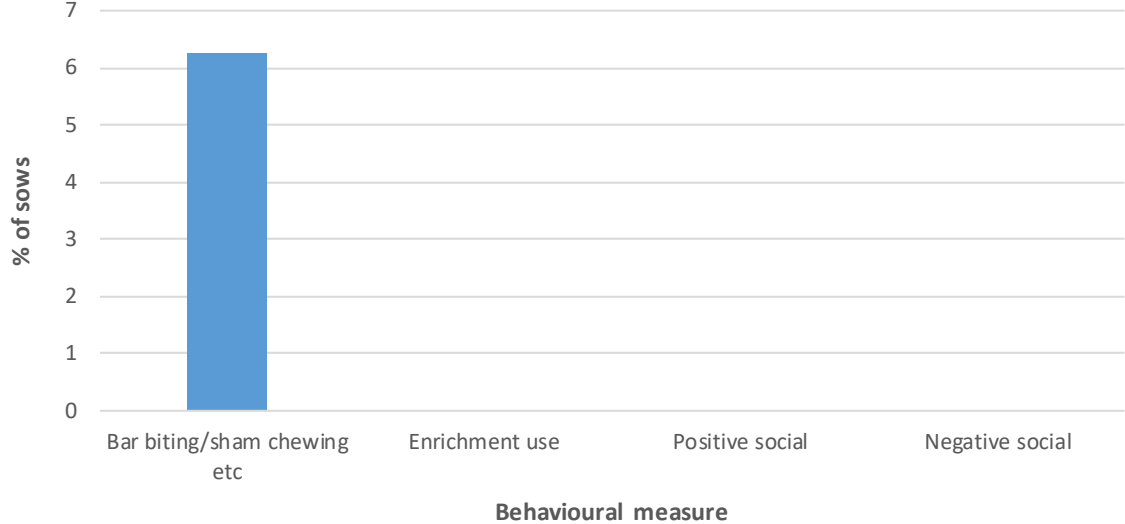 7
6
5
4
3
2
1
0
% of sows
Bar biting/sham chewing
etc
Enrichment use
Positive social
Negative social
Behavioural measure